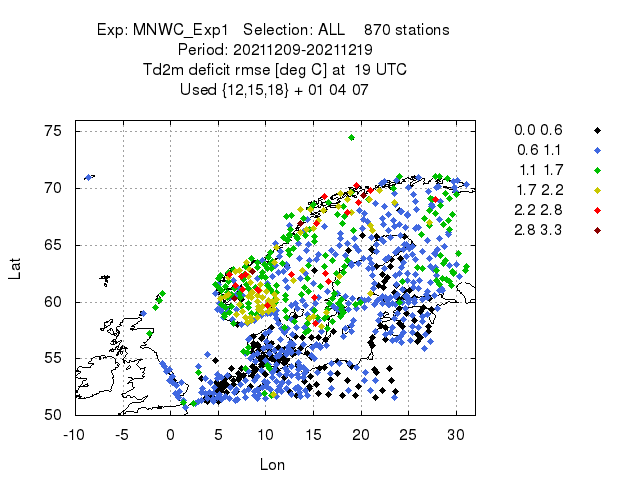 Exp: MNWC_Exp1 Selection: ALL 870 stations
Period: 20211209-20211219
Td2m deficit rmse [deg C] at 19 UTC
Used {12,15,18} + 01 04 07
0.0 0.6
0.6 1.1
1.1 1.7
1.7 2.2
2.2 2.8
2.8 3.3
75
70
65
60
55
50
Lat
-10 -5 0 5 10 15 20 25 30
Lon